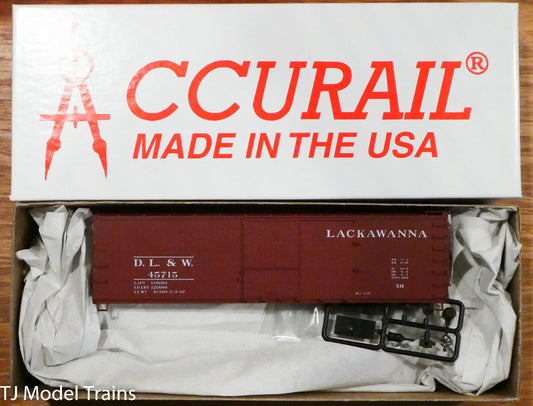 ACCURAIL®
MADE IN THE USA
LACKAWANNA
D. L. & W.
45715
XM
TJ Model Trains